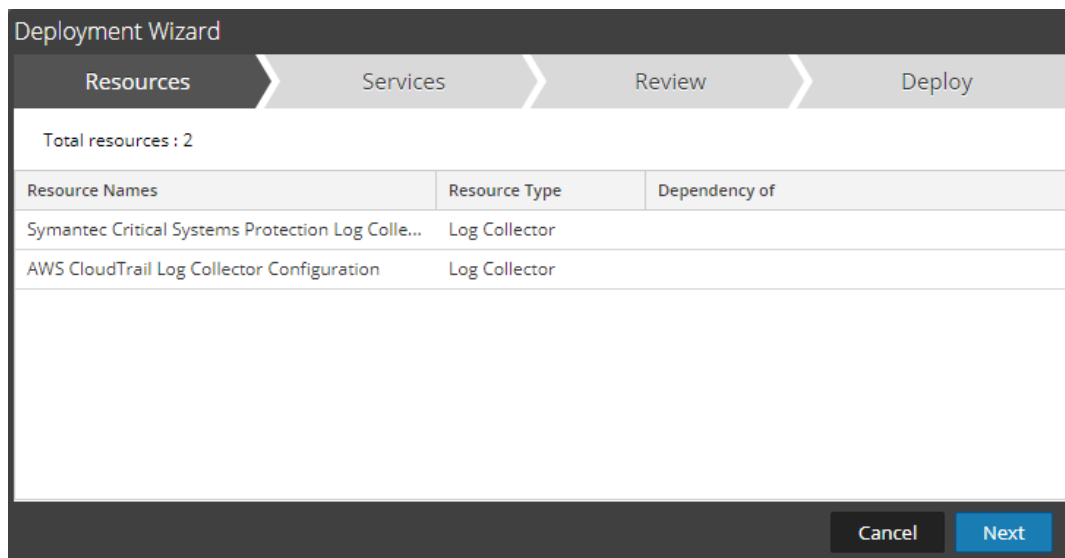 Deployment Wizard
Resources Services Review Deploy
Total resources : 2
Resource Names Resource Type Dependency of
Symantec Critical Systems Protection Log Colle... Log Collector
AWS CloudTrail Log Collector Configuration Log Collector
Cancel Next